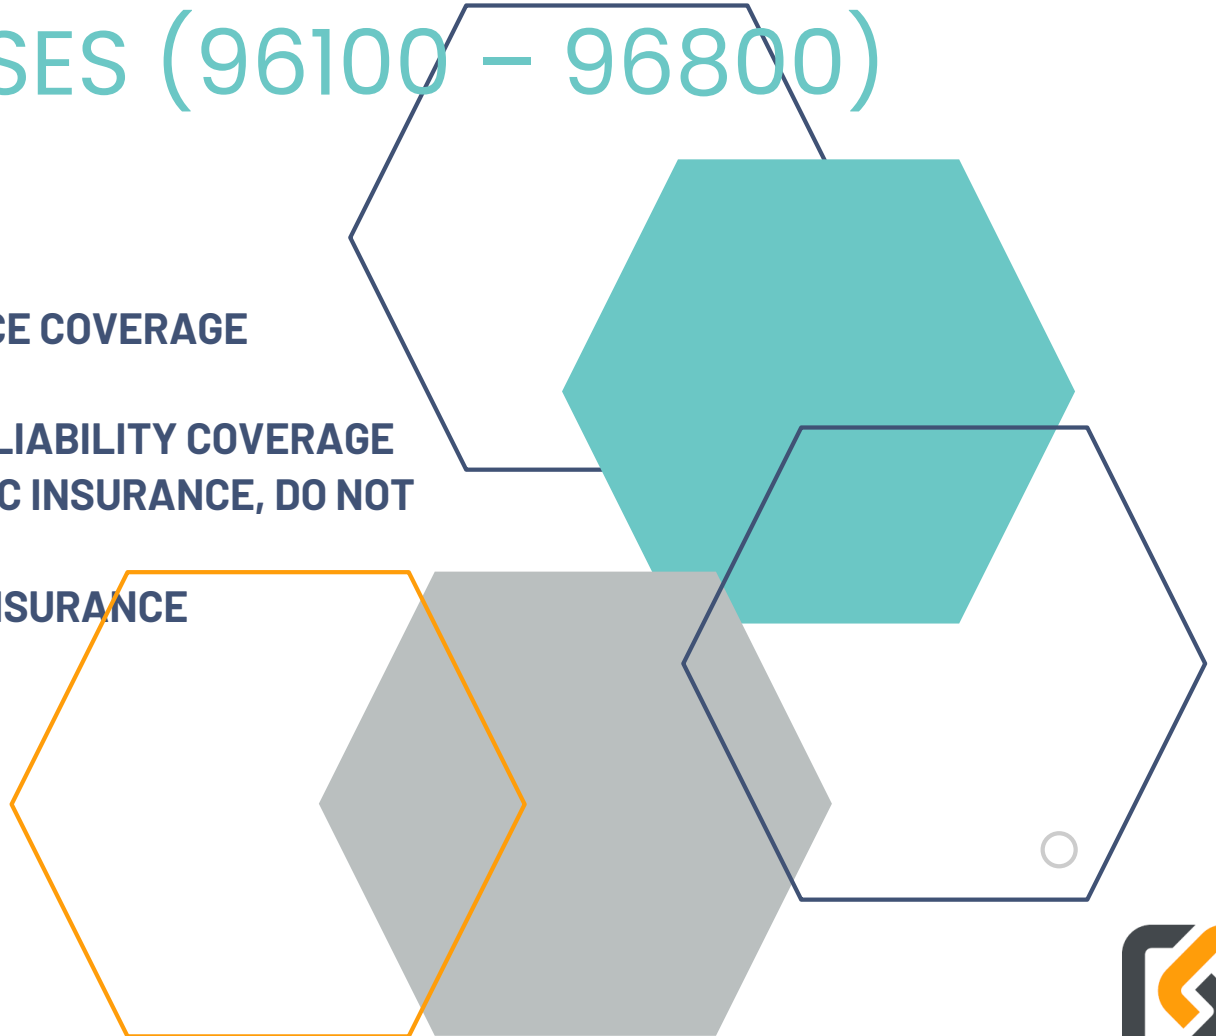 SES (96100 – 96800)
CE COVERAGE
LIABILITY COVERAGE
C INSURANCE, DO NOT
NSURANCE